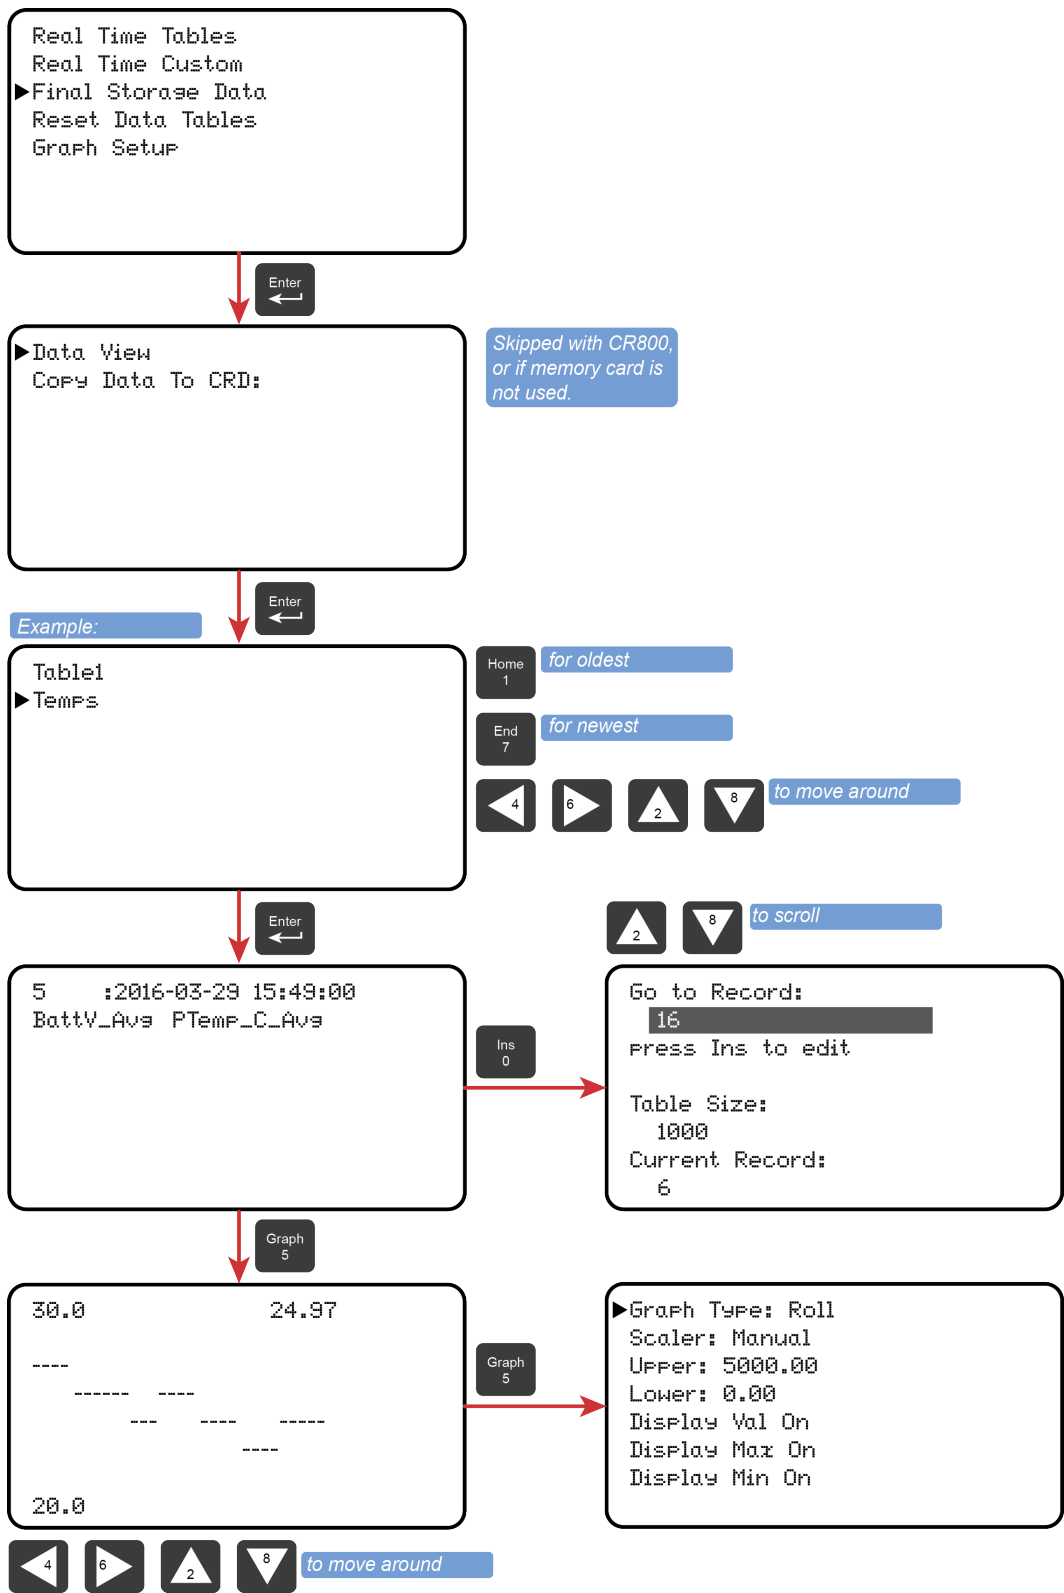 Real Time Tables
Real Time Custom
Final Storage Data
Reset Data Tables
Graph Setup
Enter
Data View
Copy Data To CRD:
Skipped with CR800,
or if memory card is
not used.
Enter
Example:
Table1
Temps
Home
1
for oldest
End
7
for newest
4
6
2
8
to move around
Enter
2
8
to scroll
5 :2016-03-29 15:49:00
BattV_Avg PTemp_C_Avg
Ins
0
Go to Record:
16
press Ins to edit
Table Size:
1000
Current Record:
6
Graph
5
30.0 24.97
20.0
Graph
5
Graph Type: Roll
Scaler: Manual
Upper: 5000.00
Lower: 0.00
Display Val On
Display Max On
Display Min On
4
6
2
8
to move around